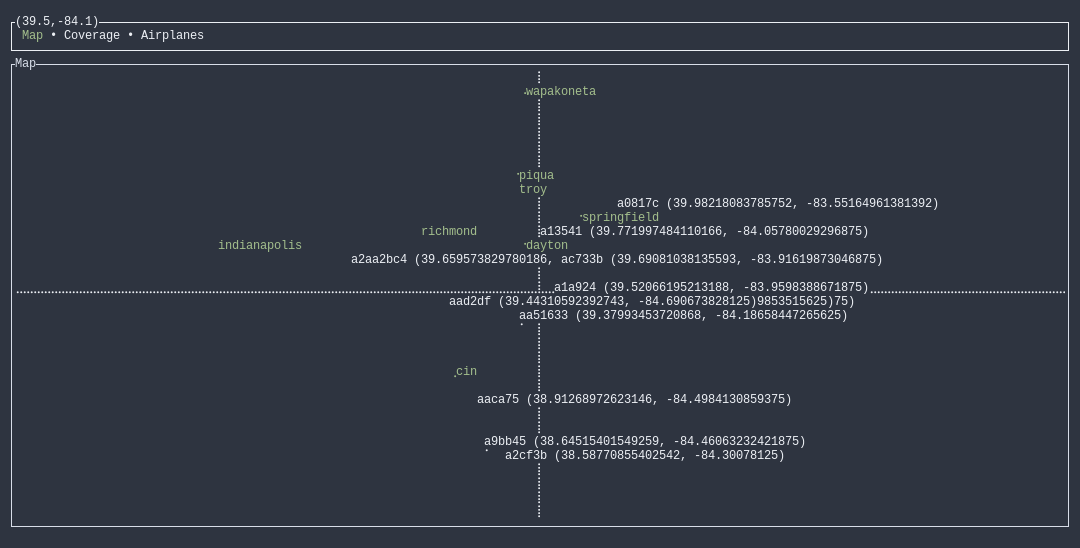 (39.5,-84.1)
Map • Coverage • Airplanes
Map
wapakoneta
piqua
troy
a0817c (39.98218083785752, -83.55164961381392)
springfield
richmond a13541 (39.771997484110166, -84.05780029296875)
indianapolis dayton
a2aa2bc4 (39.659573829780186, ac733b (39.69081038135593, -83.91619873046875)
a1a924 (39.52066195213188, -83.9598388671875)
aad2df (39.44310592392743, -84.690673828125)9853515625)75)
aa51633 (39.37993453720868, -84.18658447265625)
cin
aaca75 (38.91268972623146, -84.4984130859375)
a9bb45 (38.64515401549259, -84.46063232421875)
a2cf3b (38.58770855402542, -84.30078125)